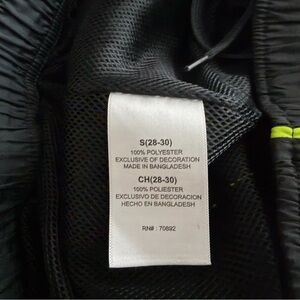 S(28-30)
100% POLYESTER
EXCLUSIVE OF DECORATION
MADE IN BANGLADESH
CH(28-30)
100% POLIESTER
EXCLUSIVO DE DECORACION
HECHO EN BANGLADESH
RN#: 70892